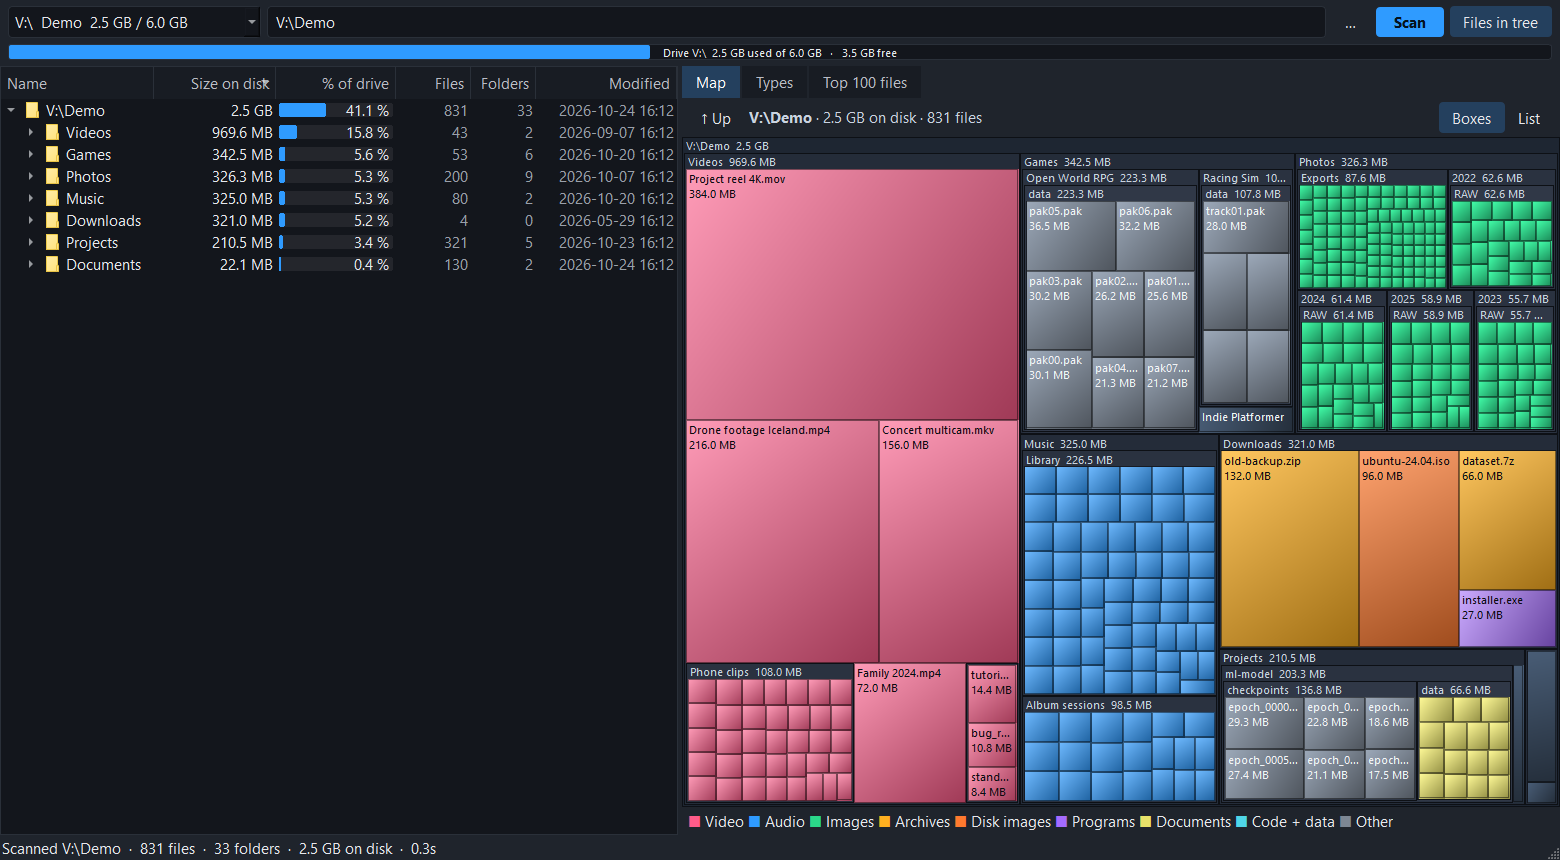 V:\ Demo 2.5 GB / 6.0 GB
V:\Demo
...
Scan
Files in tree
Drive V:\ 2.5 GB used of 6.0 GB · 3.5 GB free
Name Size on disk % of drive Files Folders Modified
V:\Demo 2.5 GB 41.1 % 831 33 2026-10-24 16:12
Videos 969.6 MB 15.8 % 43 2 2026-09-07 16:12
Games 342.5 MB 5.6 % 53 6 2026-10-20 16:12
Photos 326.3 MB 5.3 % 200 9 2026-10-07 16:12
Music 325.0 MB 5.3 % 80 2 2026-10-20 16:12
Downloads 321.0 MB 5.2 % 4 0 2026-05-29 16:12
Projects 210.5 MB 3.4 % 321 5 2026-10-23 16:12
Documents 22.1 MB 0.4 % 130 2 2026-10-24 16:12
Map Types Top 100 files
↑ Up V:\Demo · 2.5 GB on disk · 831 files
Boxes List
V:\Demo 2.5 GB
Videos 969.6 MB
Project reel 4K.mov
384.0 MB
Drone footage Iceland.mp4
216.0 MB
Concert multicam.mkv
156.0 MB
Phone clips 108.0 MB
Family 2024.mp4
72.0 MB
tutori...
14.4 MB
bug_r...
10.8 MB
stand...
8.4 MB
Games 342.5 MB
Open World RPG 223.3 MB
data 223.3 MB
pak05.pak
36.5 MB
pak06.pak
32.2 MB
pak03.pak
30.2 MB
pak02....
26.2 MB
pak01....
25.6 MB
pak00.pak
30.1 MB
pak04....
21.3 MB
pak07....
21.2 MB
Racing Sim 10...
data 107.8 MB
track01.pak
28.0 MB
Indie Platformer
Photos 326.3 MB
Exports 87.6 MB
2022 62.6 MB
RAW 62.6 MB
2024 61.4 MB
RAW 61.4 MB
2025 58.9 MB
RAW 58.9 MB
2023 55.7 MB
RAW 55.7 ...
Music 325.0 MB
Library 226.5 MB
Album sessions 98.5 MB
Downloads 321.0 MB
old-backup.zip
132.0 MB
ubuntu-24.04.iso
96.0 MB
dataset.7z
66.0 MB
installer.exe
27.0 MB
Projects 210.5 MB
ml-model 203.3 MB
checkpoints 136.8 MB
epoch_0000...
29.3 MB
epoch_0...
22.8 MB
epoch...
18.6 MB
epoch_0005...
27.4 MB
epoch_0...
21.1 MB
epoch...
17.5 MB
data 66.6 MB
Video Audio Images Archives Disk images Programs Documents Code + data Other
Scanned V:\Demo · 831 files · 33 folders · 2.5 GB on disk · 0.3s